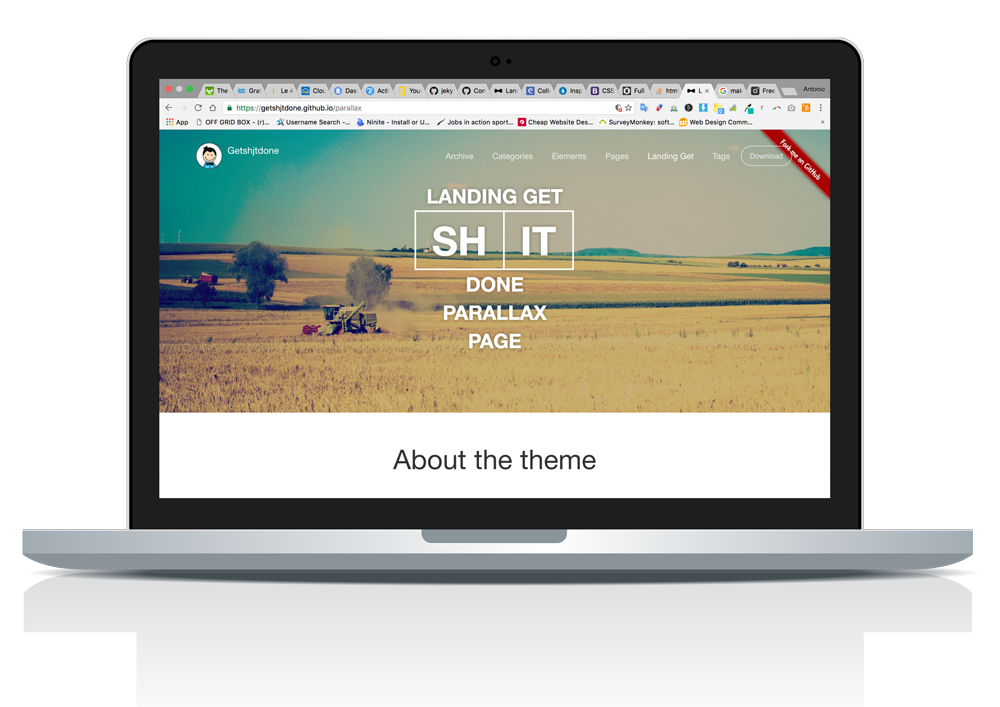 The
Gra
Le
Clou
Das
Acti
You
jeky
Con
Lan
Coll
Insp
CSS
Full
htm
L
mak
Free
Antonio
https://getshjtdone.github.io/parallax
App
OFF GRID BOX - (r)...
Username Search -...
Ninite - Install or U...
Jobs in action sport...
Cheap Website Des...
SurveyMonkey: soft...
Web Design Comm...
»
Getshjtdone
Archive
Categories
Elements
Pages
Landing Get
Tags
Download
Fork me on GitHub
LANDING GET
SH IT
DONE
PARALLAX
PAGE
About the theme